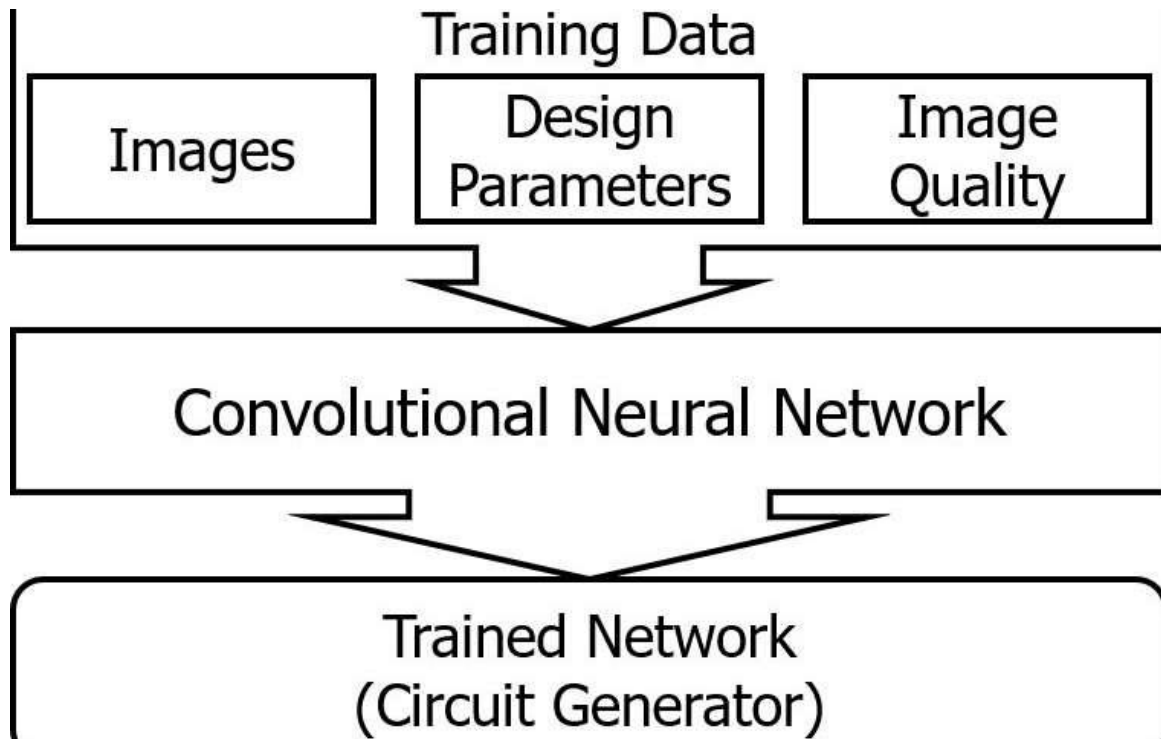 Training Data
Images
Design
Parameters
Image
Quality
Convolutional Neural Network
Trained Network
(Circuit Generator)